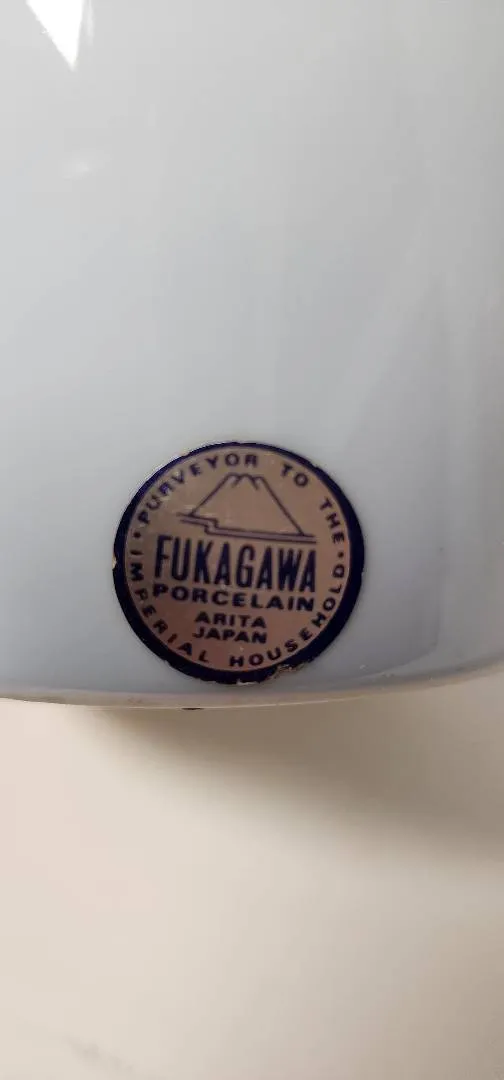 · PURVEYOR TO THE ·
IMPERIAL HOUSEHOLD
FUKAGAWA
PORCELAIN
ARITA
JAPAN